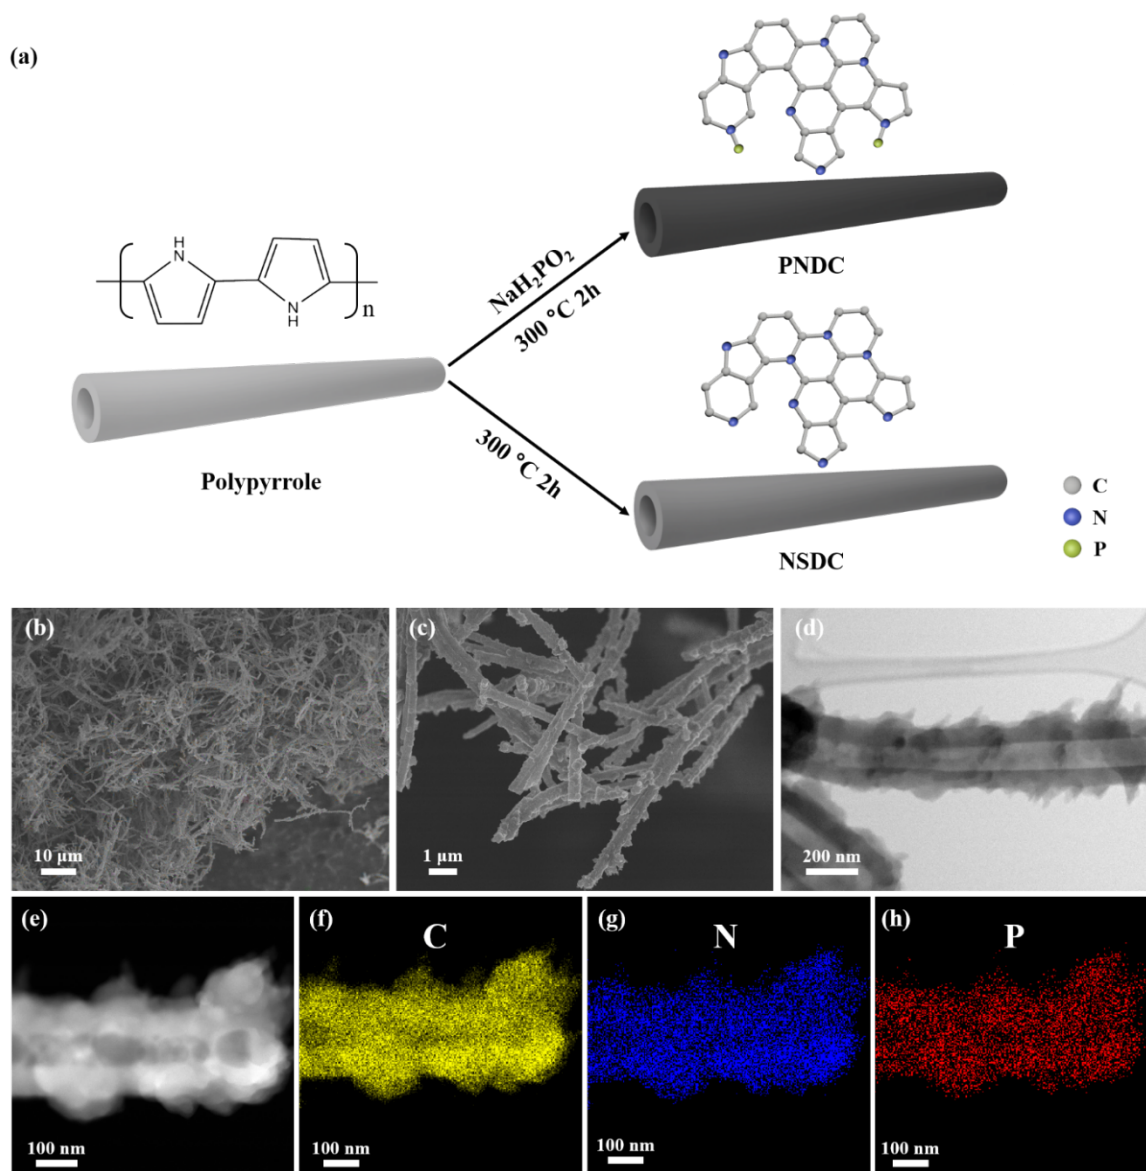 (a)
H
N
N
H
n
Polypyrrole
NaH₂PO₂
300 °C 2h
300 °C 2h
PNDC
NSDC
C
N
P
(b)
10 μm
(c)
1 μm
(d)
200 nm
(e)
100 nm
(f)
C
100 nm
(g)
N
100 nm
(h)
P
100 nm